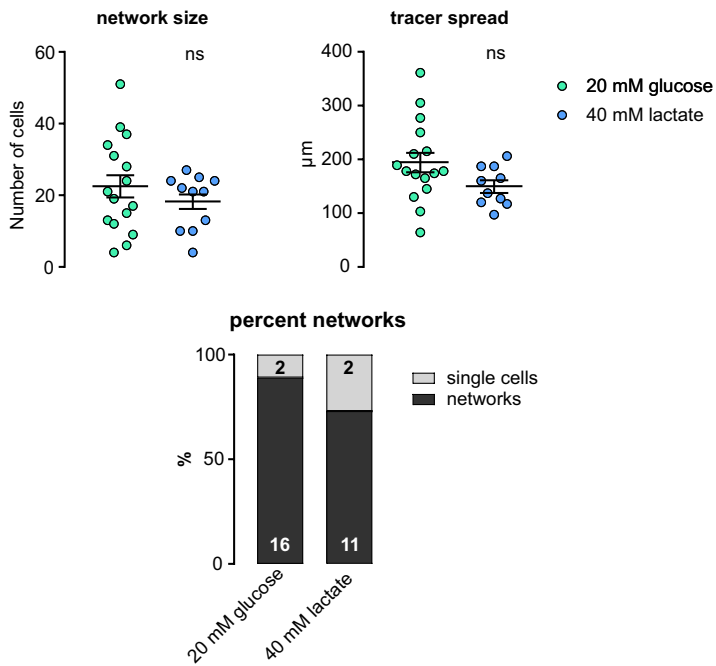 network size
tracer spread
60
40
20
0
Number of cells
ns
400
300
200
100
0
µm
ns
20 mM glucose
40 mM lactate
percent networks
100
50
0
%
2
2
16
11
single cells
networks
20 mM glucose
40 mM lactate